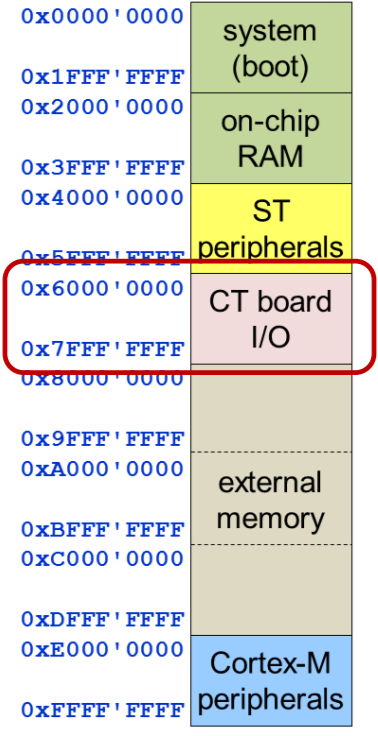 0x0000'0000
system
(boot)
0x1FFF'FFFF
0x2000'0000
on-chip
RAM
0x3FFF'FFFF
0x4000'0000
ST
peripherals
0x5FFF'FFFF
0x6000'0000
CT board
I/O
0x7FFF'FFFF
0x8000'0000
0x9FFF'FFFF
0xA000'0000
external
memory
0xBFFF'FFFF
0xC000'0000
0xDFFF'FFFF
0xE000'0000
Cortex-M
peripherals
0xFFFF'FFFF